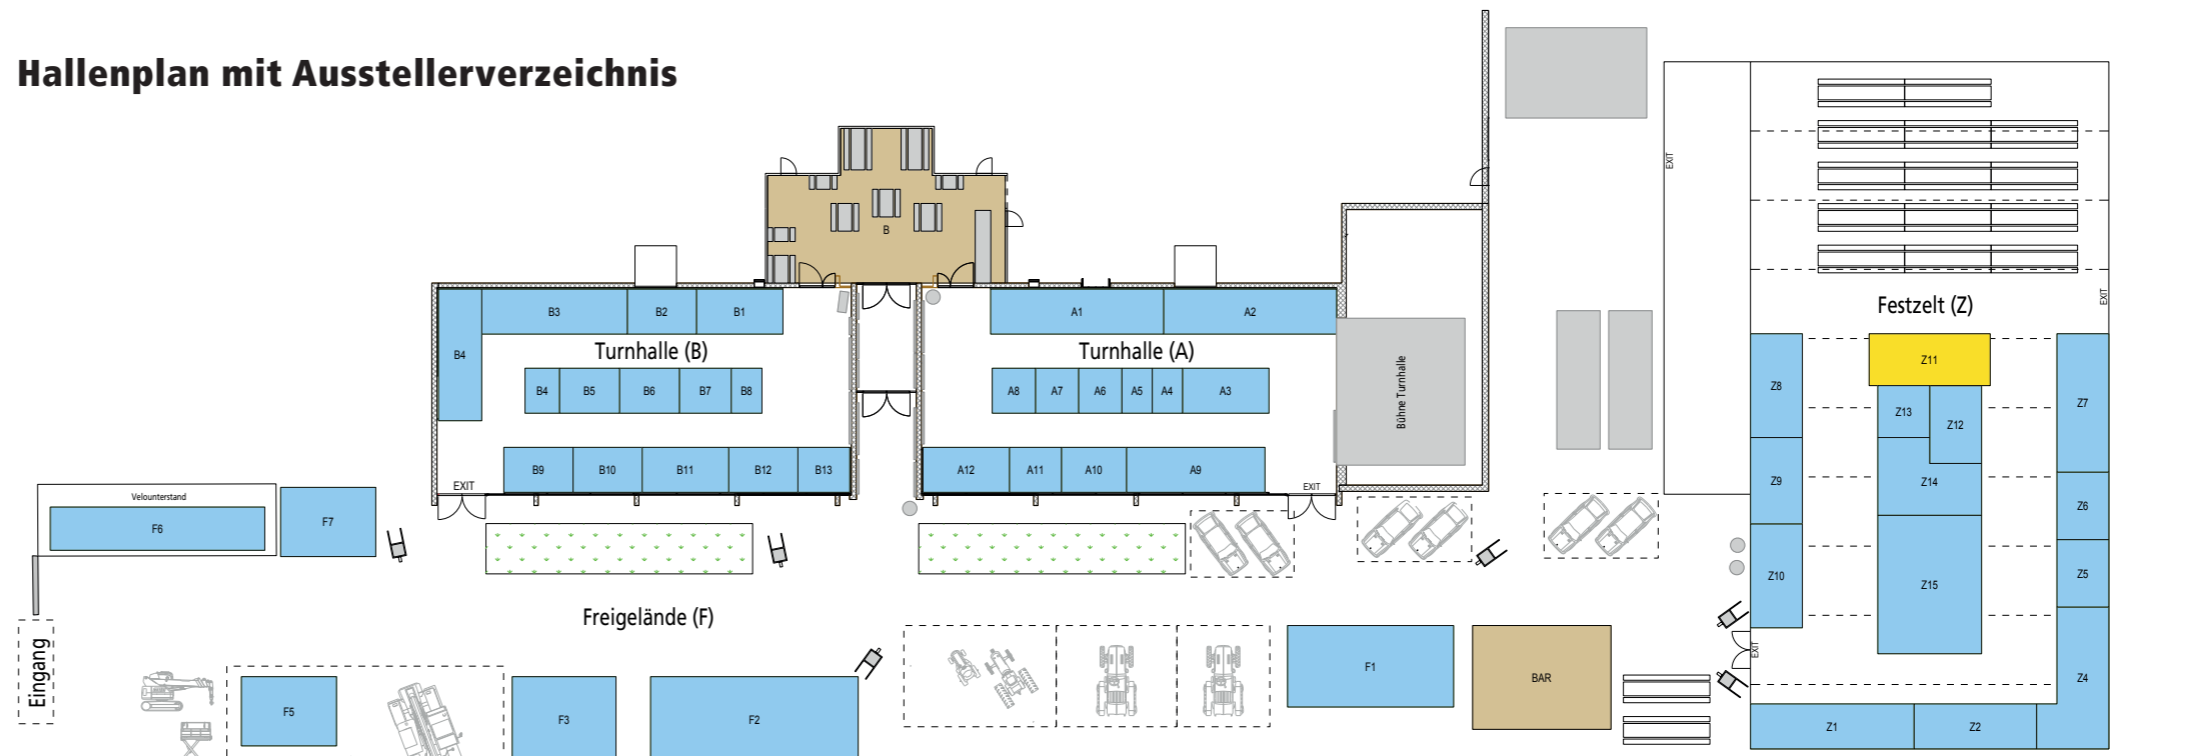 Hallenplan mit Ausstellerverzeichnis
EXIT
EXIT
B
Festzelt (Z)
B3 B2 B1
A1 A2
B4
Turnhalle (B)
Turnhalle (A)
Bühne Turnhalle
B4 B5 B6 B7 B8
A8 A7 A6 A5 A4 A3
B9 B10 B11 B12 B13
A12 A11 A10 A9
EXIT
EXIT
Z11
Z8
Z13
Z12
Z7
Z9
Z14
Z6
Z10
Z15
Z5
Z4
EXIT
Z1 Z2
Velounterstand
F6
F7
Freigelände (F)
Eingang
F5
F3
F2
F1
BAR